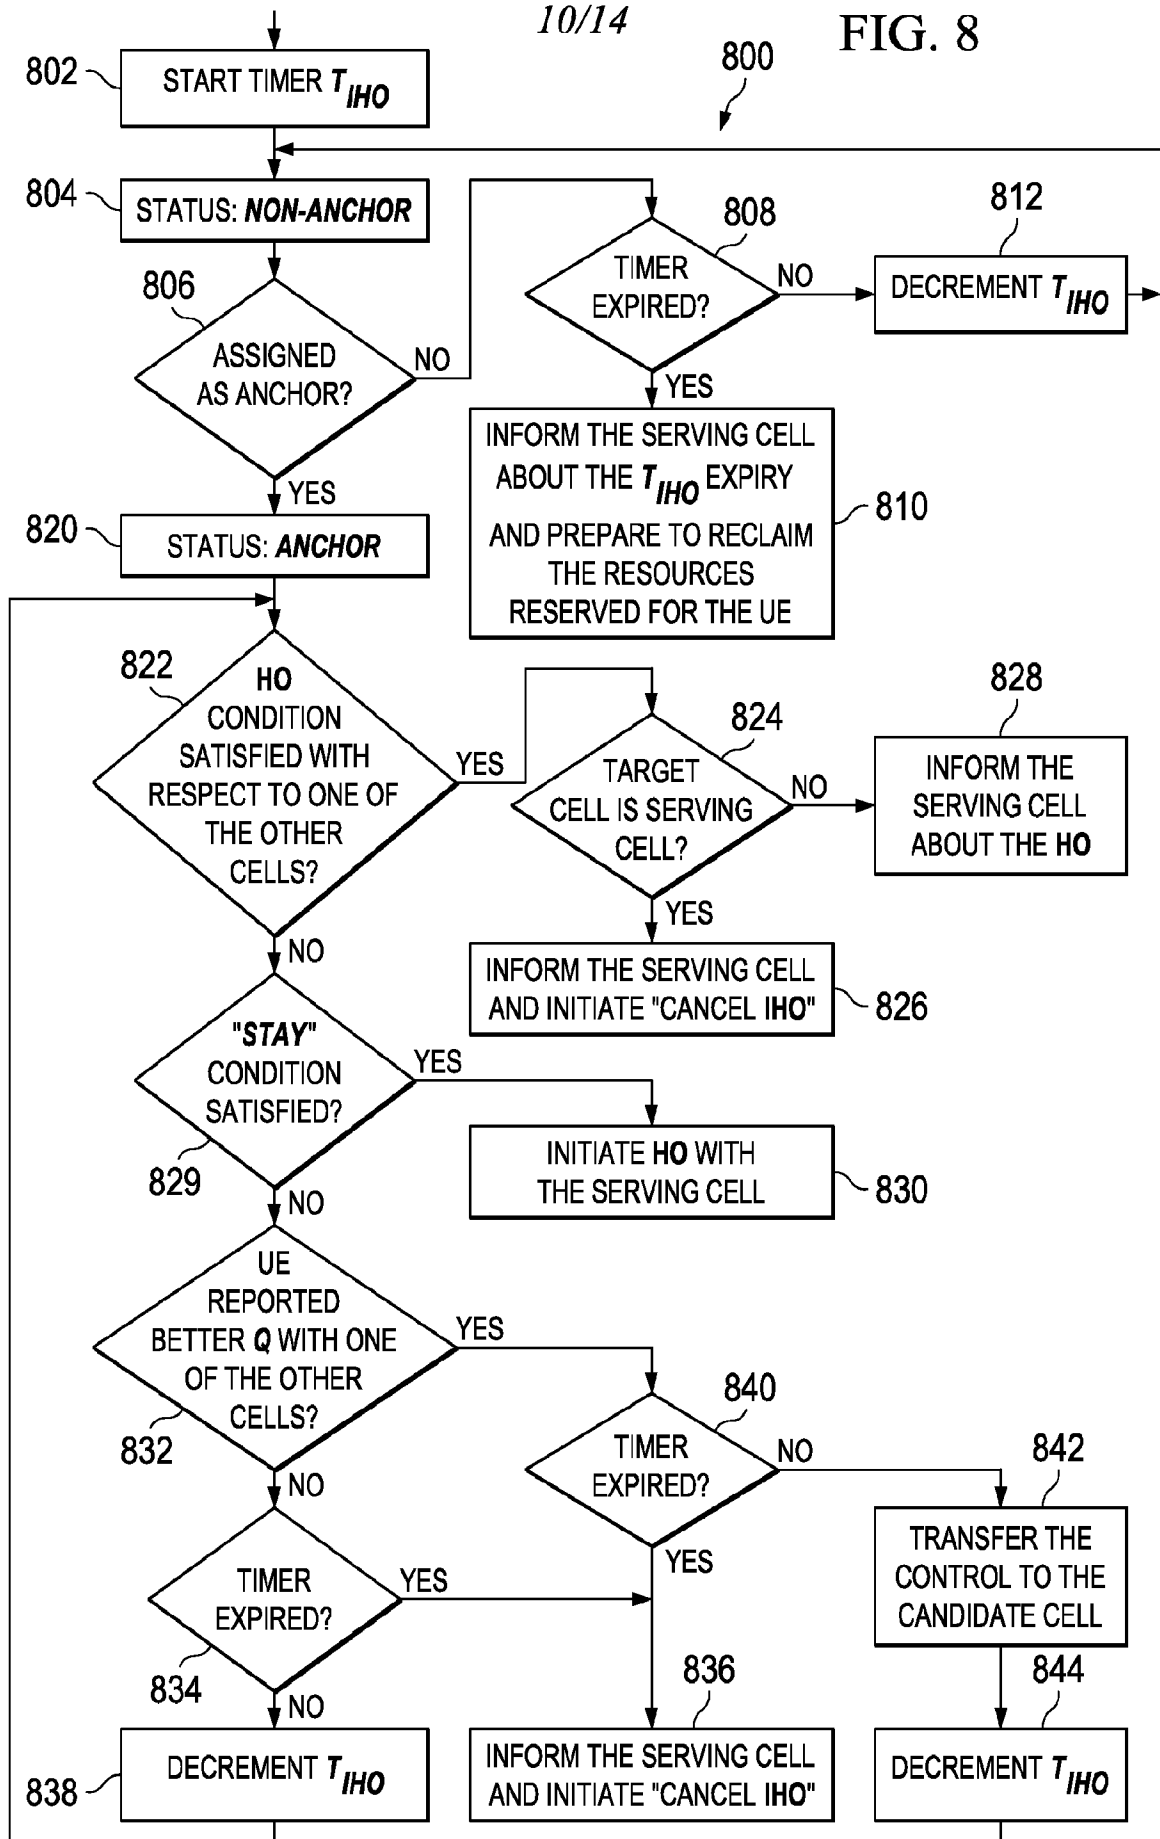 10/14
FIG. 8
800
802
START TIMER T_IHO
804
STATUS: NON-ANCHOR
806
ASSIGNED
AS ANCHOR?
NO
YES
808
TIMER
EXPIRED?
NO
YES
812
DECREMENT T_IHO
INFORM THE SERVING CELL
ABOUT THE T_IHO EXPIRY
AND PREPARE TO RECLAIM
THE RESOURCES
RESERVED FOR THE UE
810
820
STATUS: ANCHOR
822
HO
CONDITION
SATISFIED WITH
RESPECT TO ONE OF
THE OTHER
CELLS?
YES
NO
824
TARGET
CELL IS SERVING
CELL?
NO
YES
828
INFORM THE
SERVING CELL
ABOUT THE HO
INFORM THE SERVING CELL
AND INITIATE "CANCEL IHO"
826
"STAY"
CONDITION
SATISFIED?
829
YES
NO
INITIATE HO WITH
THE SERVING CELL
830
UE
REPORTED
BETTER Q WITH ONE
OF THE OTHER
CELLS?
832
YES
NO
840
TIMER
EXPIRED?
NO
YES
842
TRANSFER THE
CONTROL TO THE
CANDIDATE CELL
TIMER
EXPIRED?
834
YES
NO
836
INFORM THE SERVING CELL
AND INITIATE "CANCEL IHO"
838
DECREMENT T_IHO
844
DECREMENT T_IHO